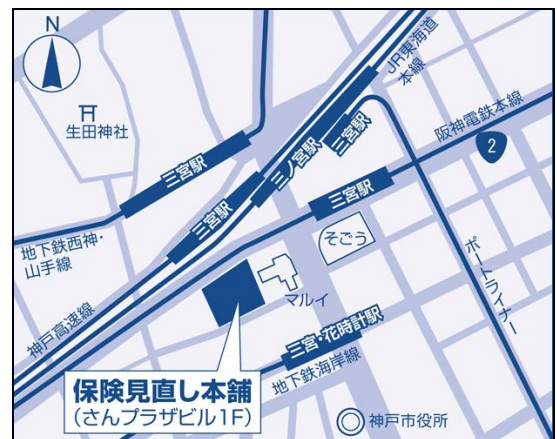 N
JR東海道
本線
生田神社
三宮駅
阪神電鉄本線
2
三ノ宮駅
三宮駅
三宮駅
三宮駅
そごう
地下鉄西神・
山手線
ポートライナー
マルイ
神戸高速線
三宮・花時計駅
地下鉄海岸線
保険見直し本舗
(さんプラザビル1F)
神戸市役所